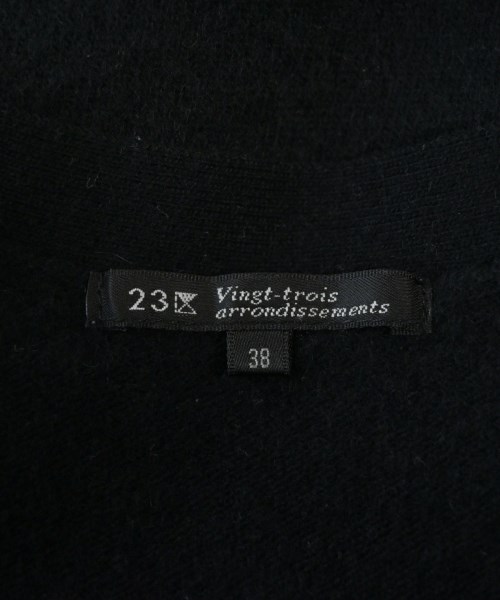 23区 Vingt-trois
arrondissements
38